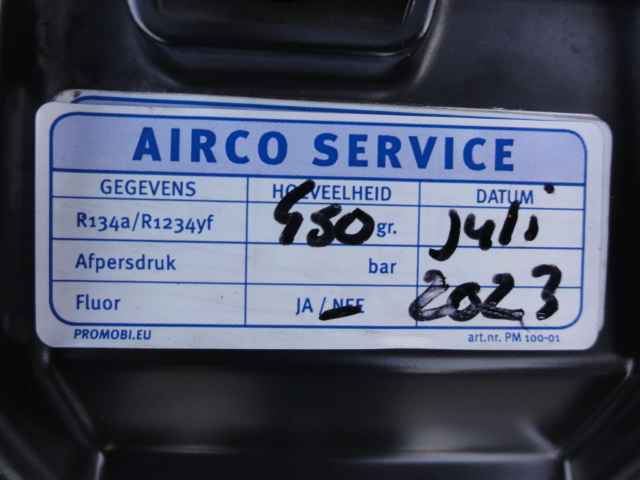 AIRCO SERVICE
GEGEVENS HOEVEELHEID DATUM
R134a/R1234yf 450 gr. juli
Afpersdruk bar
Fluor JA / NEE 2023
PROMOBI.EU art.nr. PM 100-01